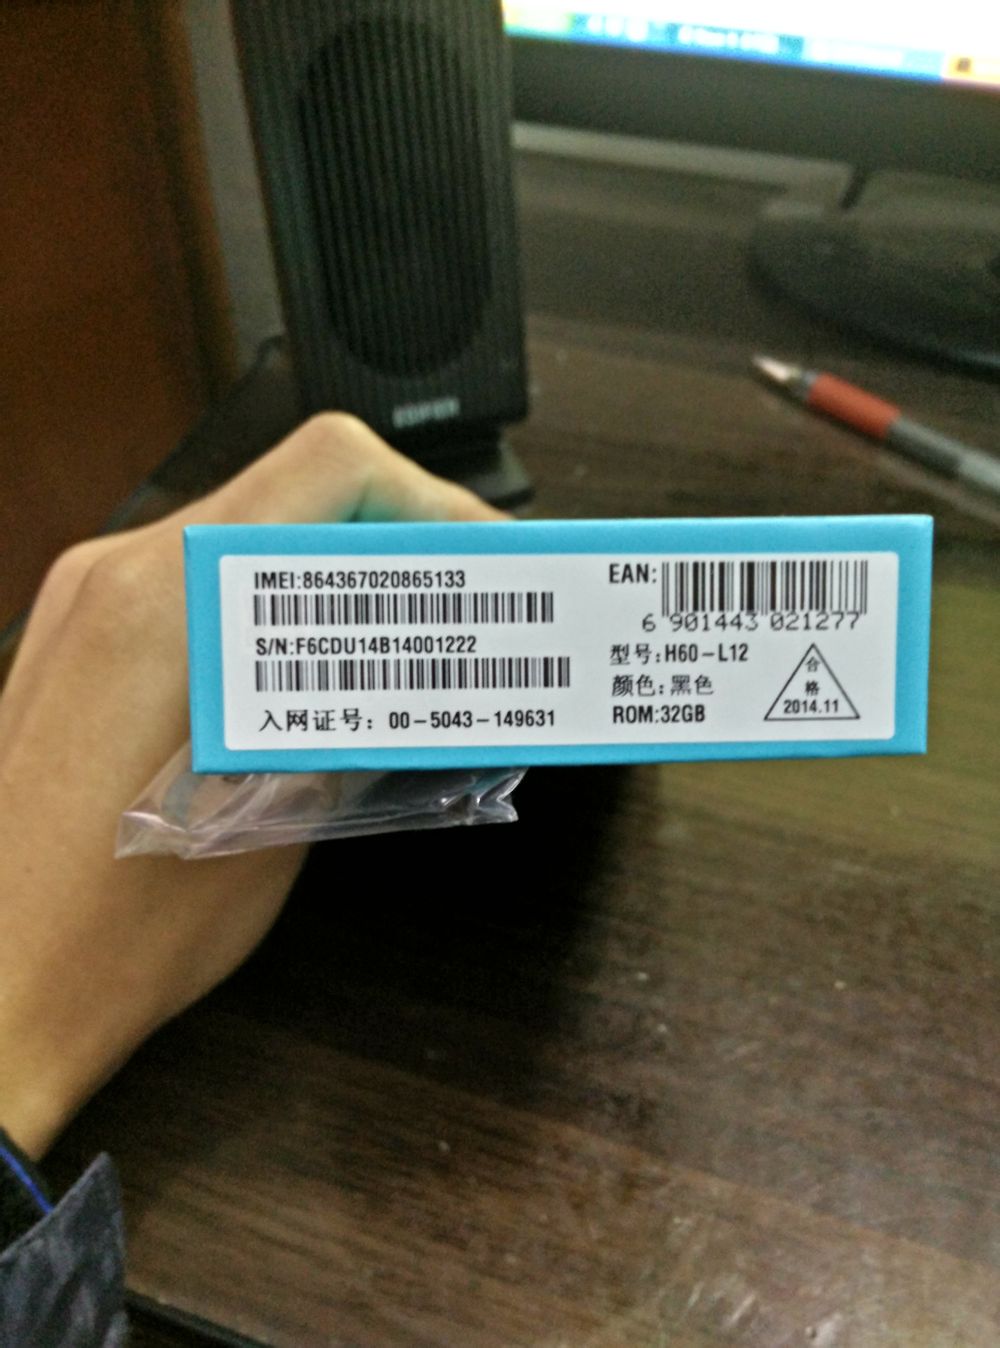 EDIFIER
IMEI:864367020865133
S/N:F6CDU14B14001222
入网证号：00-5043-149631
EAN:
6 901443 021277
型号:H60-L12
颜色:黑色
ROM:32GB
合
格
2014.11